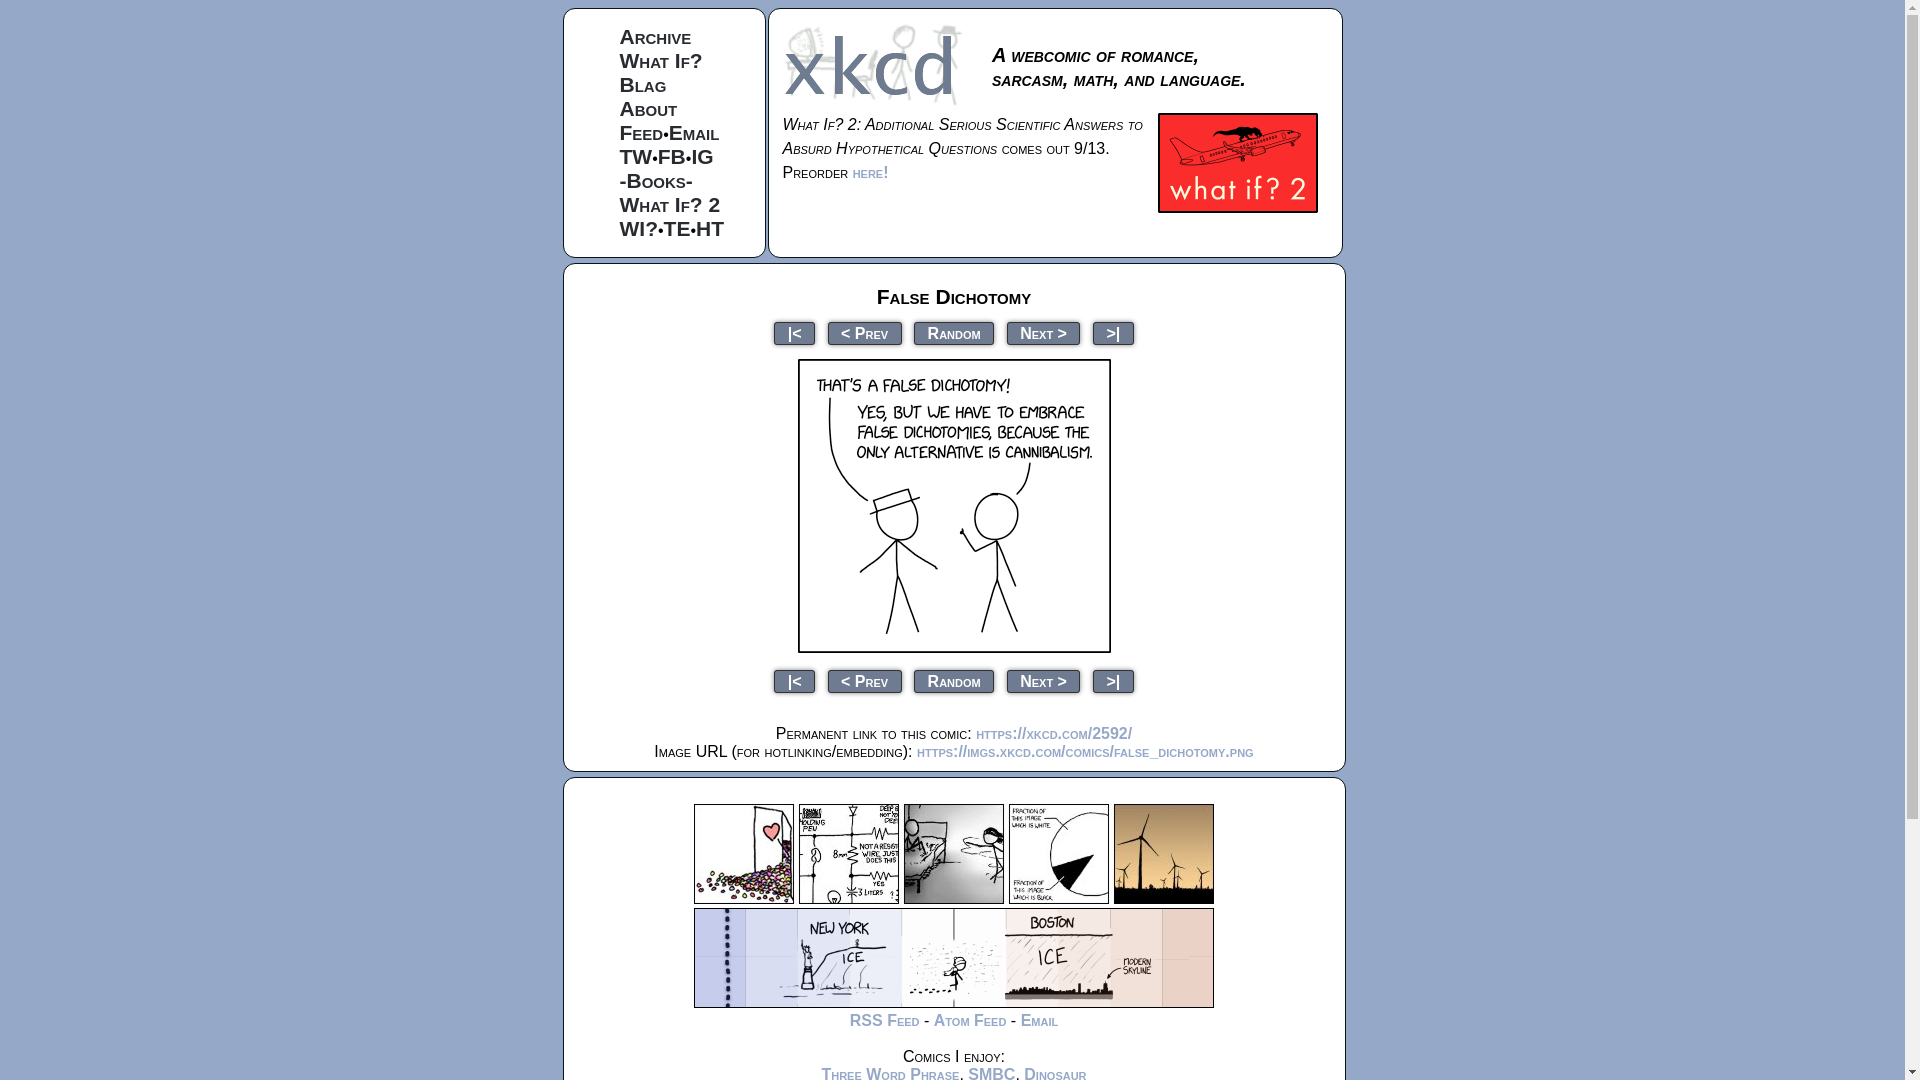 Archive
What If?
Blag
About
Feed•Email
TW•FB•IG
-Books-
What If? 2
WI?•TE•HT
xkcd
A webcomic of romance,
sarcasm, math, and language.
What If? 2: Additional Serious Scientific Answers to
Absurd Hypothetical Questions comes out 9/13.
Preorder here!
what if? 2
False Dichotomy
|<
< Prev
Random
Next >
>|
THAT'S A FALSE DICHOTOMY!
YES, BUT WE HAVE TO EMBRACE
FALSE DICHOTOMIES, BECAUSE THE
ONLY ALTERNATIVE IS CANNIBALISM.
|<
< Prev
Random
Next >
>|
Permanent link to this comic: https://xkcd.com/2592/
Image URL (for hotlinking/embedding): https://imgs.xkcd.com/comics/false_dichotomy.png
HOLDING
PEN
NOT A RESIST
WIRE, JUST
DOES THIS
8mm
YES
3 LITERS
FRACTION OF
THIS IMAGE
WHICH IS WHITE
FRACTION OF
THIS IMAGE
WHICH IS BLACK
NEW YORK
ICE
BOSTON
ICE
MODERN
SKYLINE
RSS Feed - Atom Feed - Email
Comics I enjoy:
Three Word Phrase, SMBC, Dinosaur